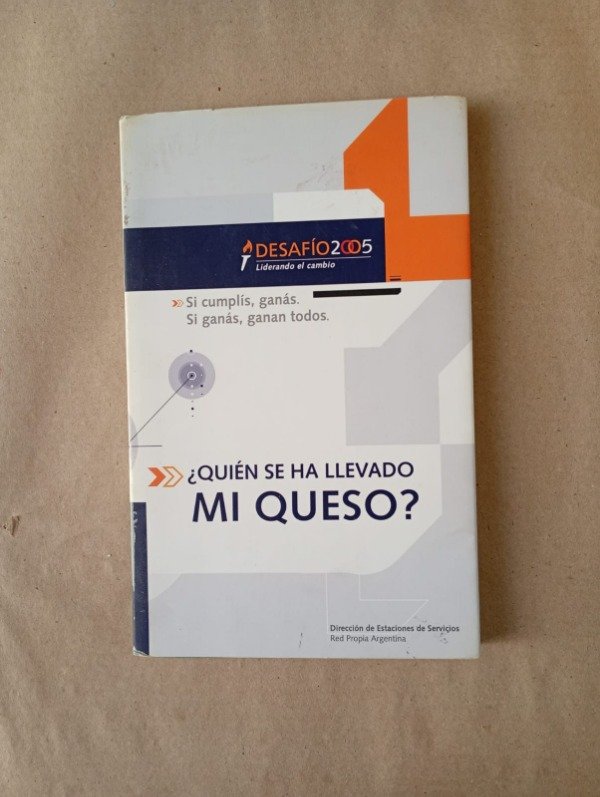 DESAFÍO2005
Liderando el cambio
Si cumplís, ganás.
Si ganás, ganan todos.
¿QUIÉN SE HA LLEVADO
MI QUESO?
Dirección de Estaciones de Servicios
Red Propia Argentina